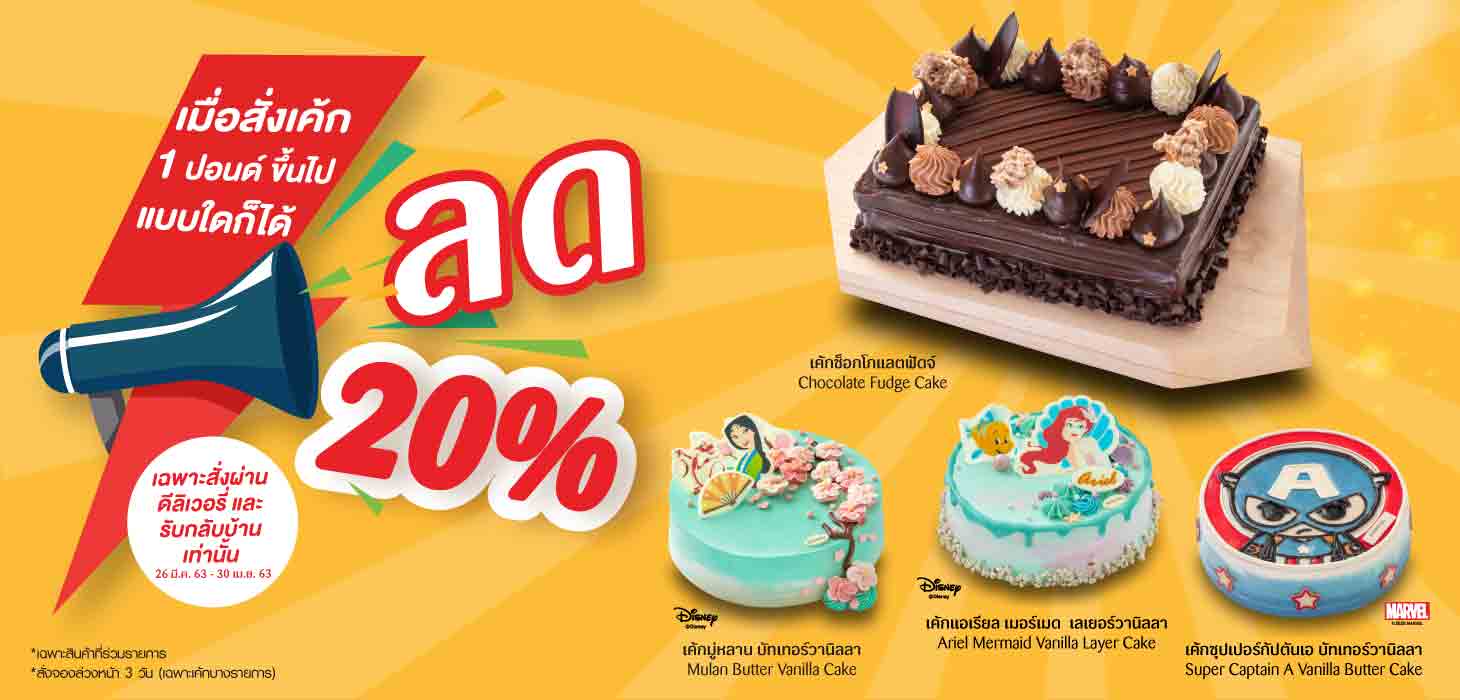 เมื่อสั่งเค้ก
1 ปอนด์ ขึ้นไป
แบบใดก็ได้
ลด
20%
เฉพาะสั่งผ่าน
ดีลิเวอรี่ และ
รับกลับบ้าน
เท่านั้น
26 มี.ค. 63 - 30 เม.ย. 63
*เฉพาะสินค้าที่ร่วมรายการ
*สั่งจองล่วงหน้า 3 วัน (เฉพาะเค้กบางรายการ)
เค้กช็อกโกแลตฟัดจ์
Chocolate Fudge Cake
Disney
©Disney
เค้กมู่หลาน บัทเทอร์วานิลลา
Mulan Butter Vanilla Cake
Ariel
Disney
©Disney
เค้กแอเรียล เมอร์เมด เลเยอร์วานิลลา
Ariel Mermaid Vanilla Layer Cake
A
MARVEL
©2020 MARVEL
เค้กซุปเปอร์กัปตันเอ บัทเทอร์วานิลลา
Super Captain A Vanilla Butter Cake